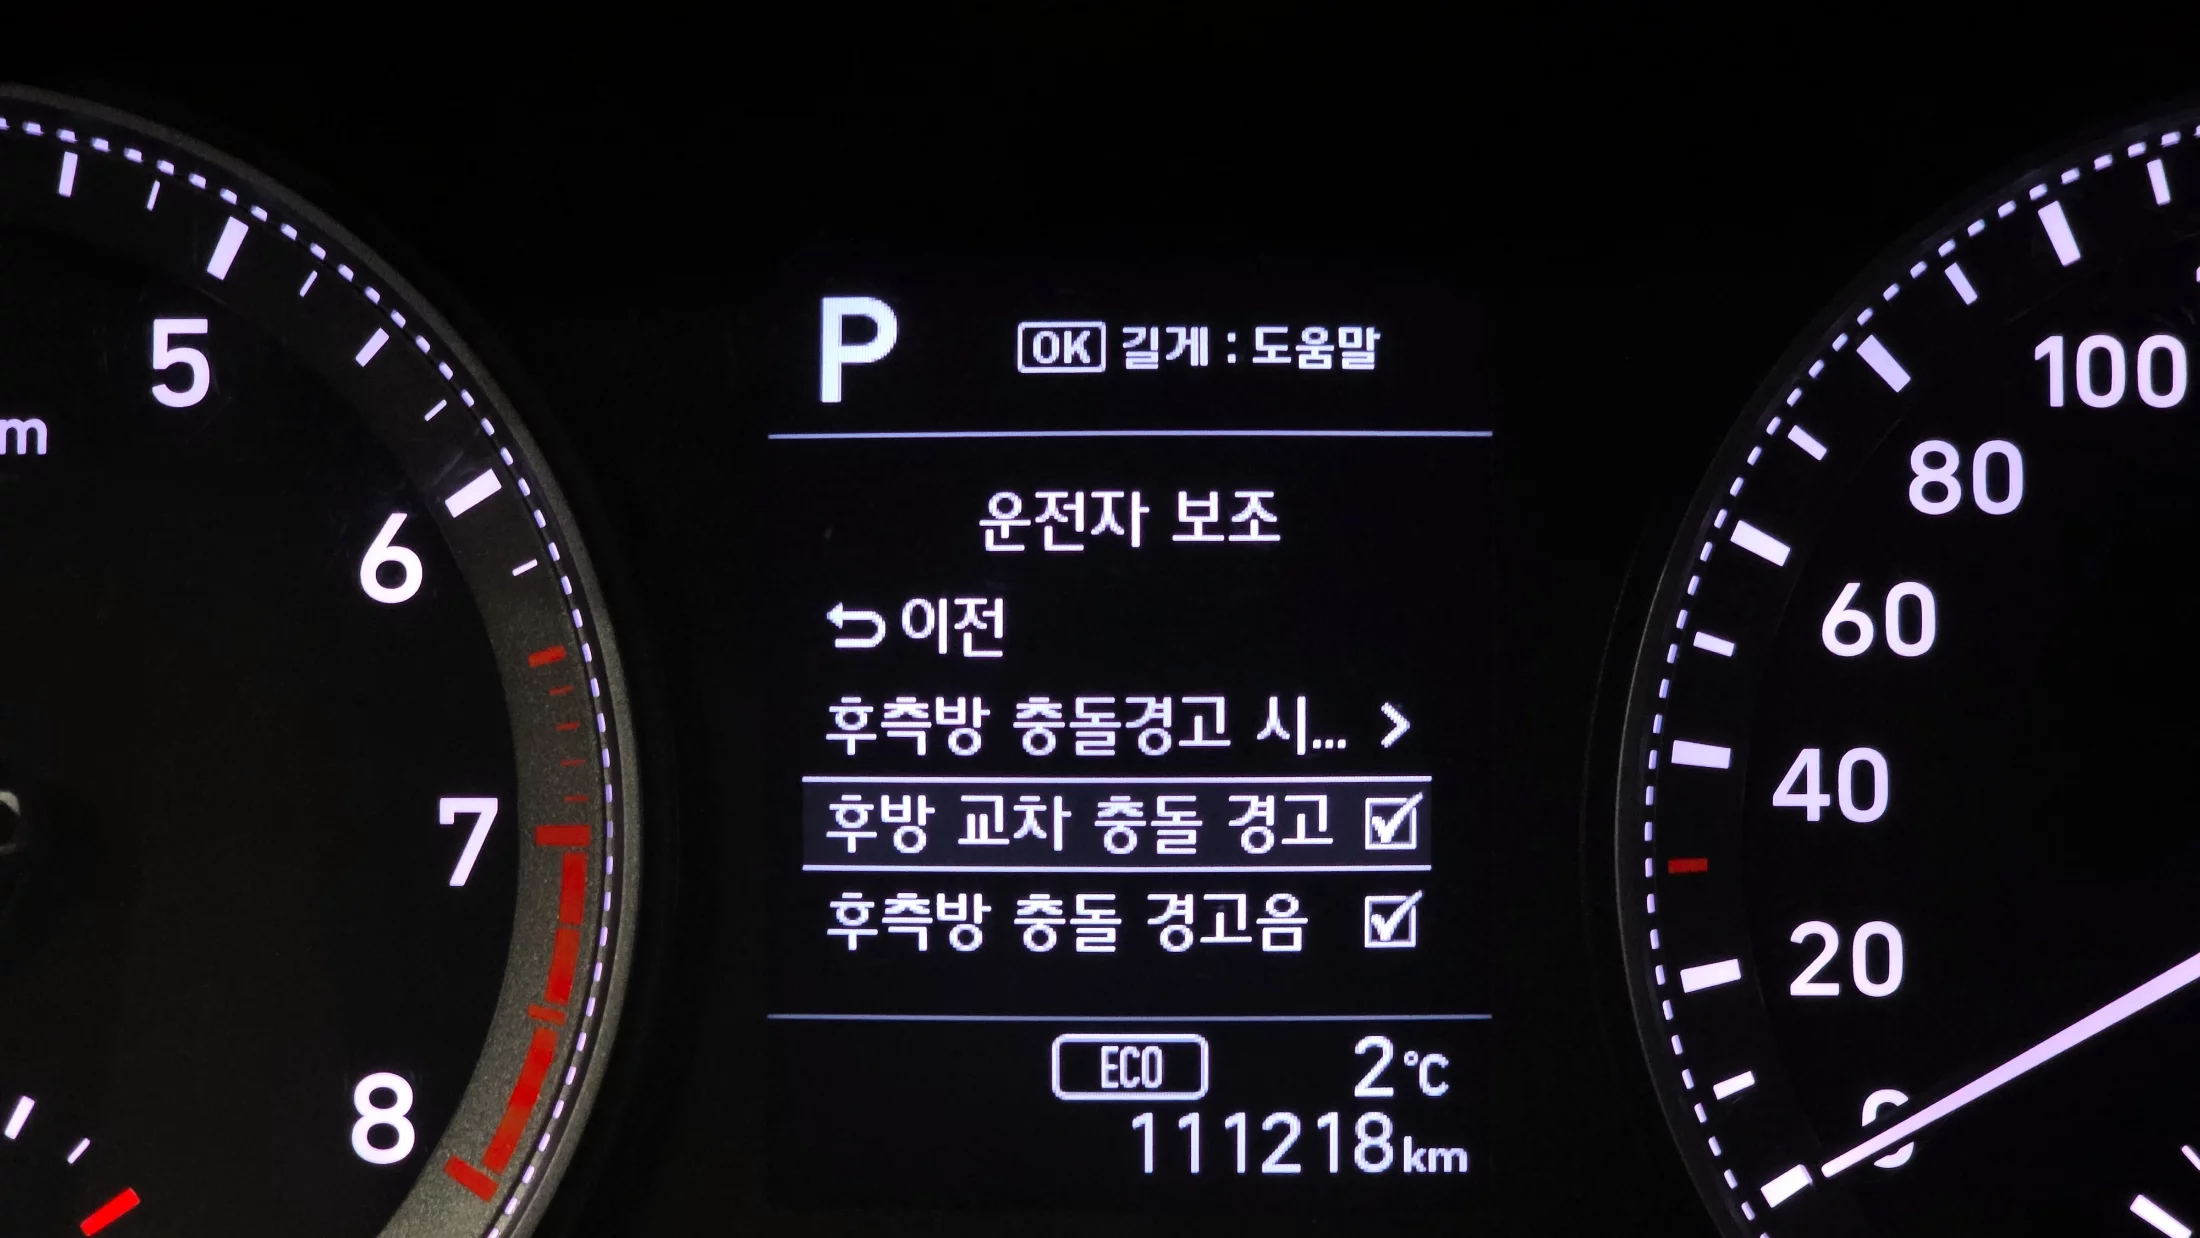 P
OK 길게 : 도움말
운전자 보조
이전
후측방 충돌경고 시...
후방 교차 충돌 경고
후측방 충돌 경고음
ECO 2°C
111218km
5
6
7
8
m
100
80
60
40
20
0